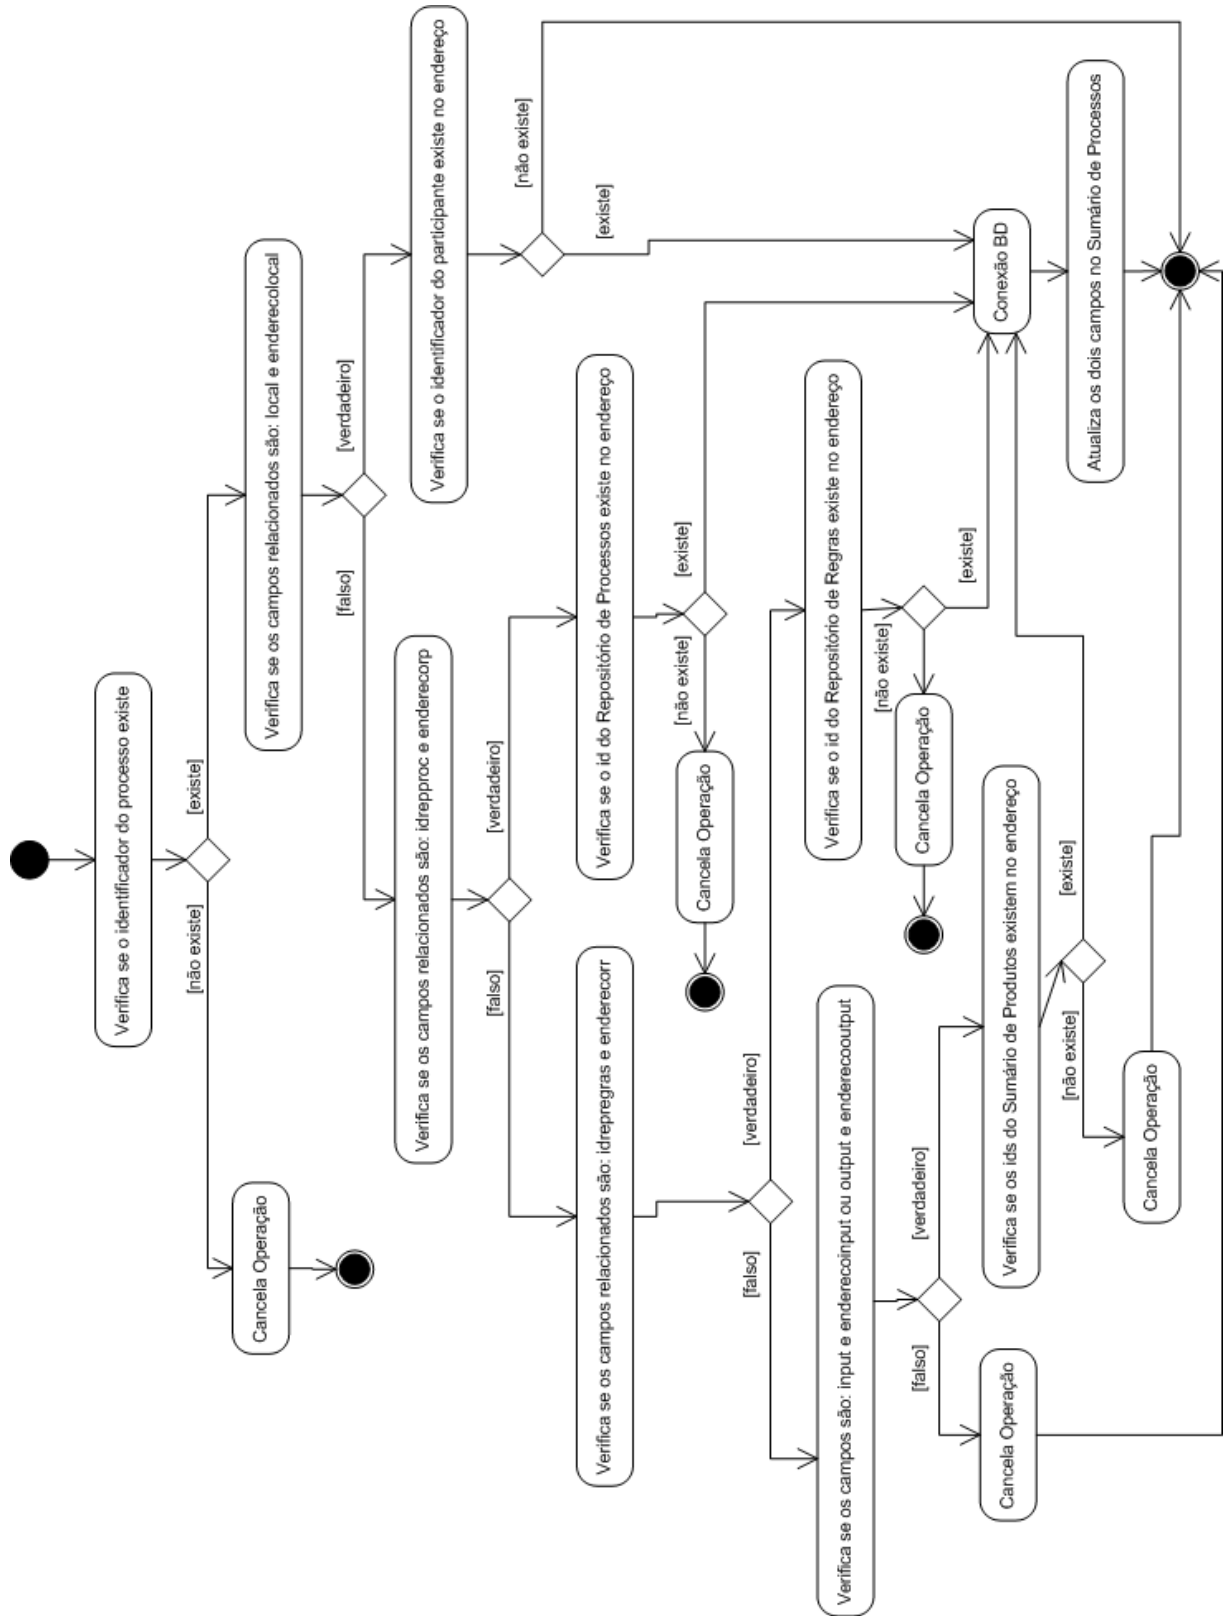 Verifica se o identificador do processo existe
[não existe]
[existe]
Cancela Operação
Verifica se os campos relacionados são: local e enderecolocal
[falso]
[verdadeiro]
Verifica se os campos relacionados são: idrepproc e enderecorp
Verifica se o identificador do participante existe no endereço
[falso]
[verdadeiro]
[não existe]
[existe]
Verifica se os campos relacionados são: idrepregras e enderecorr
Verifica se o id do Repositório de Processos existe no endereço
[não existe]
[existe]
Cancela Operação
[falso]
[verdadeiro]
Verifica se os campos são: input e enderecoinput ou output e enderecooutput
Verifica se o id do Repositório de Regras existe no endereço
[não existe]
[existe]
Cancela Operação
[falso]
[verdadeiro]
Cancela Operação
Verifica se os ids do Sumário de Produtos existem no endereço
Conexão BD
[não existe]
[existe]
Cancela Operação
Atualiza os dois campos no Sumário de Processos